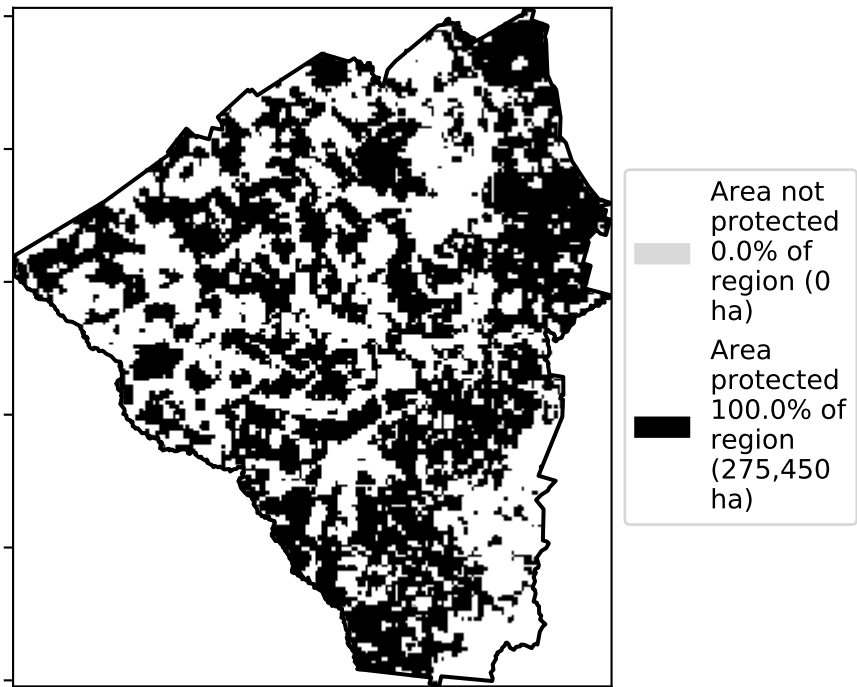 Area not
protected
0.0% of
region (0
ha)
Area
protected
100.0% of
region
(275,450
ha)